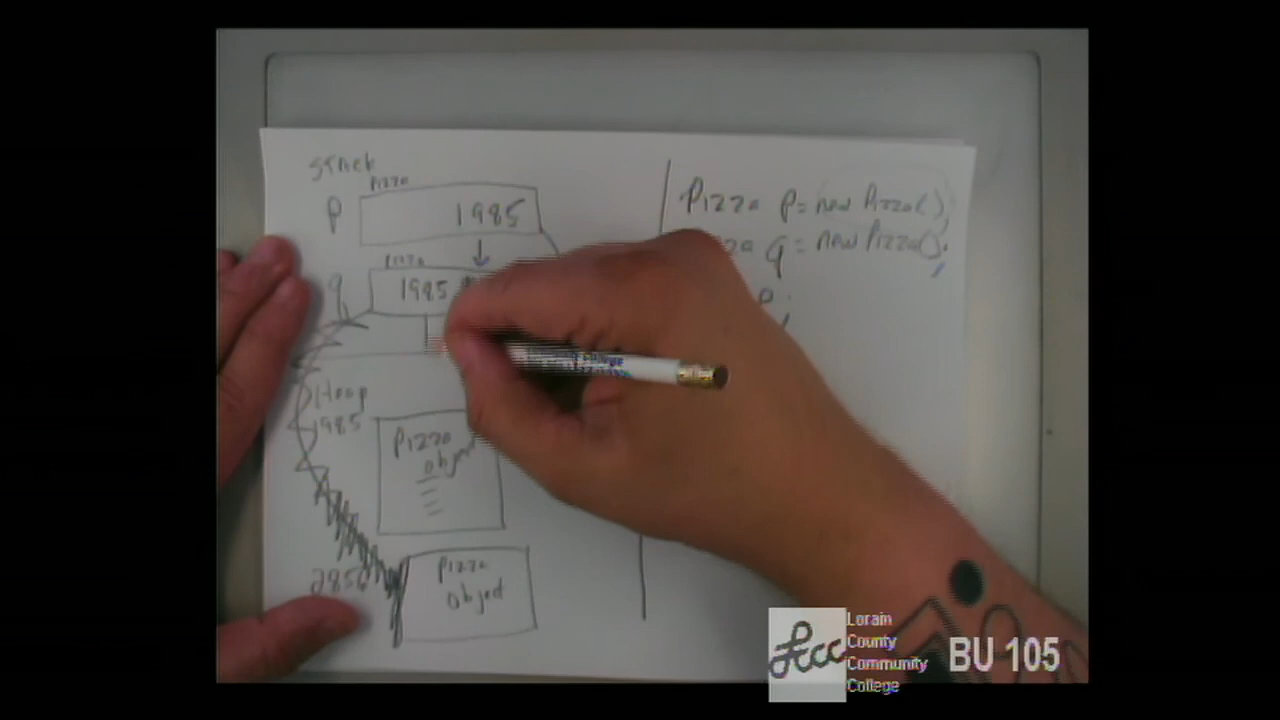 Stack
Pizza
P
1985
Pizza
q
1985
Heap
1985
Pizza
object
2856
Pizza
Object
Pizza P = new Pizza();
q = new Pizza();
P;
Lorain
County
Community
College
BU 105